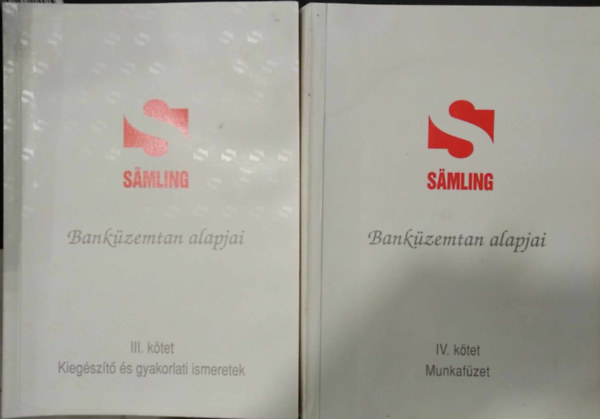 SÄMLING
Banküzemtan alapjai
III. kötet
Kiegészítő és gyakorlati ismeretek
SÄMLING
Banküzemtan alapjai
IV. kötet
Munkafüzet